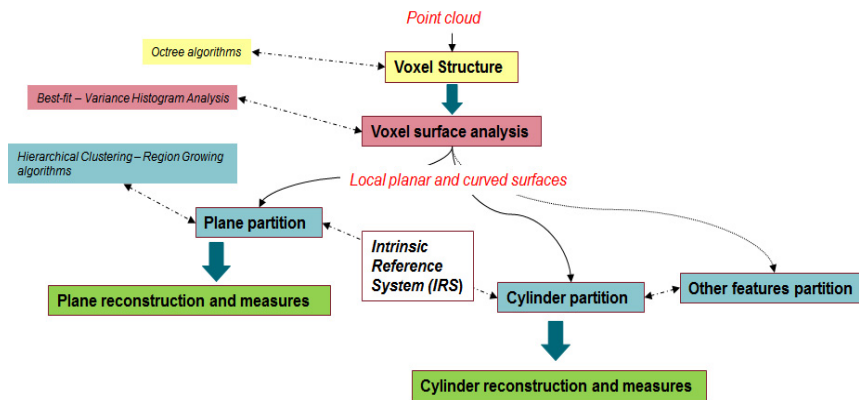 Point cloud
Octree algorithms
Voxel Structure
Best-fit – Variance Histogram Analysis
Voxel surface analysis
Hierarchical Clustering – Region Growing
algorithms
Local planar and curved surfaces
Plane partition
Intrinsic
Reference
System (IRS)
Plane reconstruction and measures
Cylinder partition
Other features partition
Cylinder reconstruction and measures